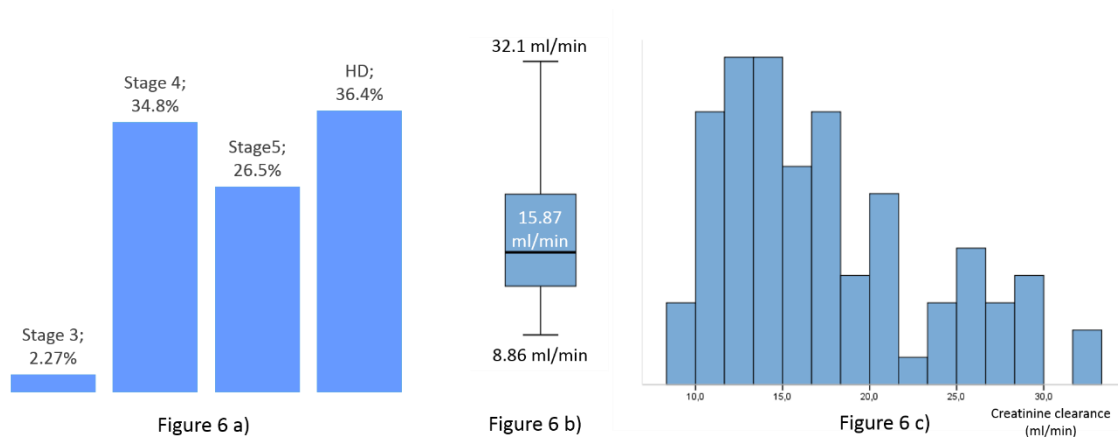 Stage 3;
2.27%
Stage 4;
34.8%
Stage5;
26.5%
HD;
36.4%
Figure 6 a)
32.1 ml/min
15.87
ml/min
8.86 ml/min
Figure 6 b)
10,0
15,0
20,0
25,0
30,0
Creatinine clearance
(ml/min)
Figure 6 c)